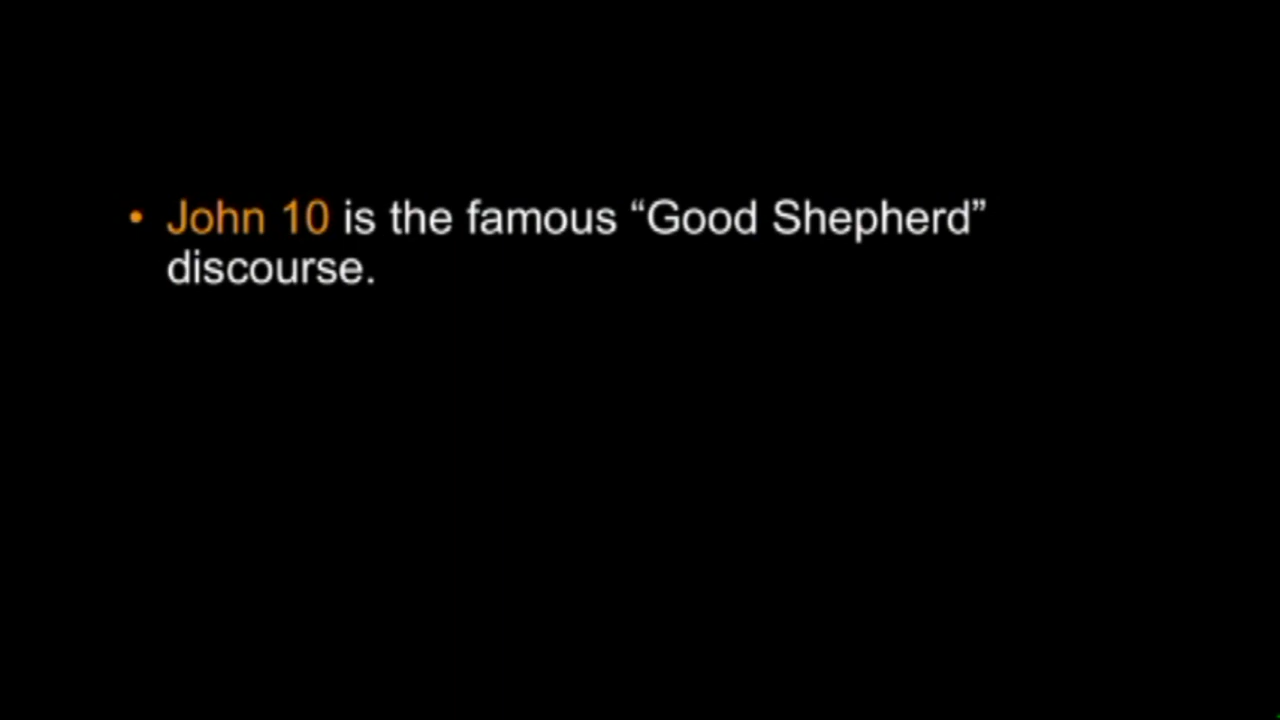 • John 10 is the famous “Good Shepherd”
discourse.